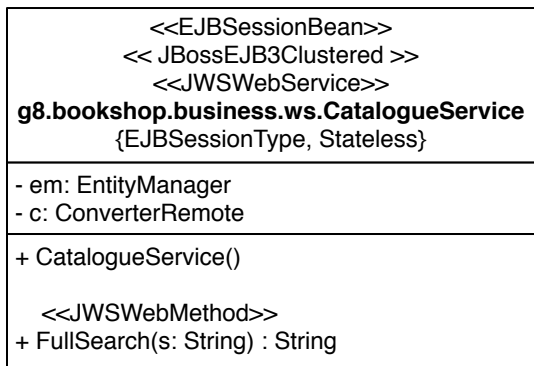 <<EJBSessionBean>>
<< JBossEJB3Clustered >>
<<JWSWebService>>
g8.bookshop.business.ws.CatalogueService
{EJBSessionType, Stateless}
- em: EntityManager
- c: ConverterRemote
+ CatalogueService()
<<JWSWebMethod>>
+ FullSearch(s: String) : String